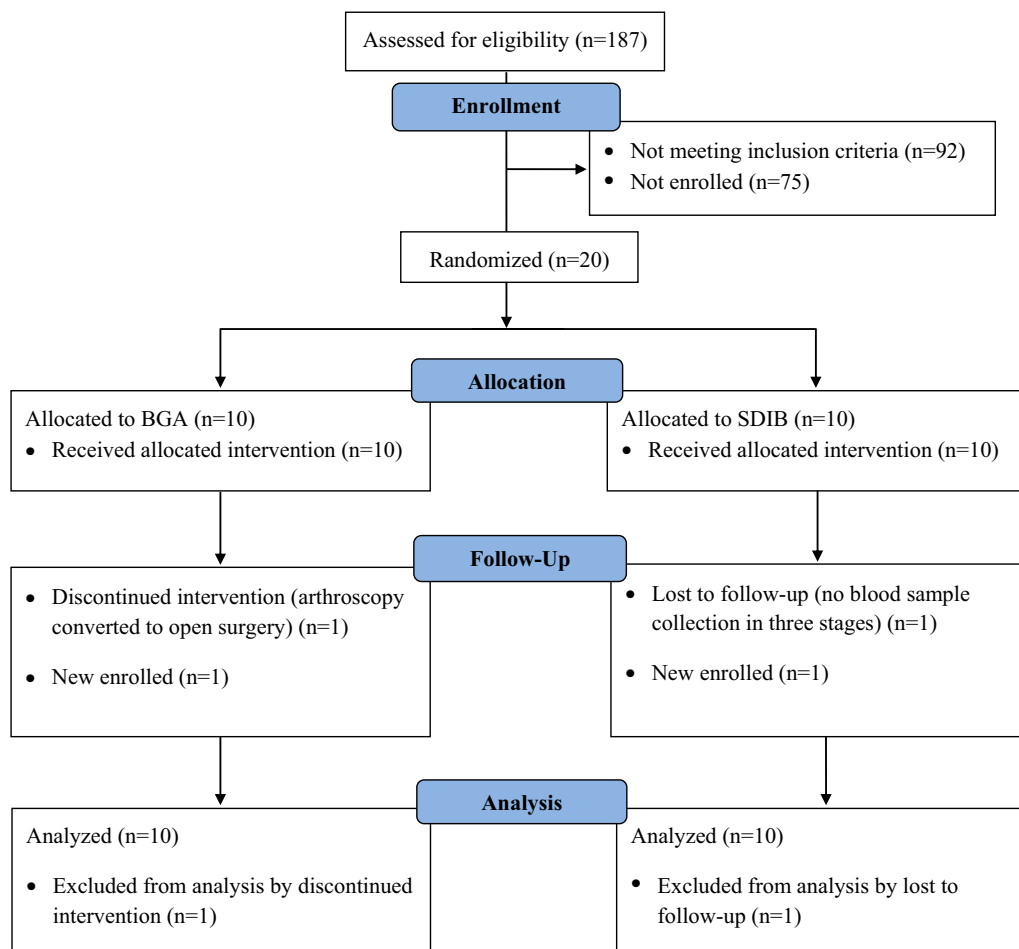 Assessed for eligibility (n=187)
Enrollment
• Not meeting inclusion criteria (n=92)
• Not enrolled (n=75)
Randomized (n=20)
Allocation
Allocated to BGA (n=10)
• Received allocated intervention (n=10)
Allocated to SDIB (n=10)
• Received allocated intervention (n=10)
Follow-Up
• Discontinued intervention (arthroscopy
converted to open surgery) (n=1)
• New enrolled (n=1)
• Lost to follow-up (no blood sample
collection in three stages) (n=1)
• New enrolled (n=1)
Analysis
Analyzed (n=10)
• Excluded from analysis by discontinued
intervention (n=1)
Analyzed (n=10)
• Excluded from analysis by lost to
follow-up (n=1)